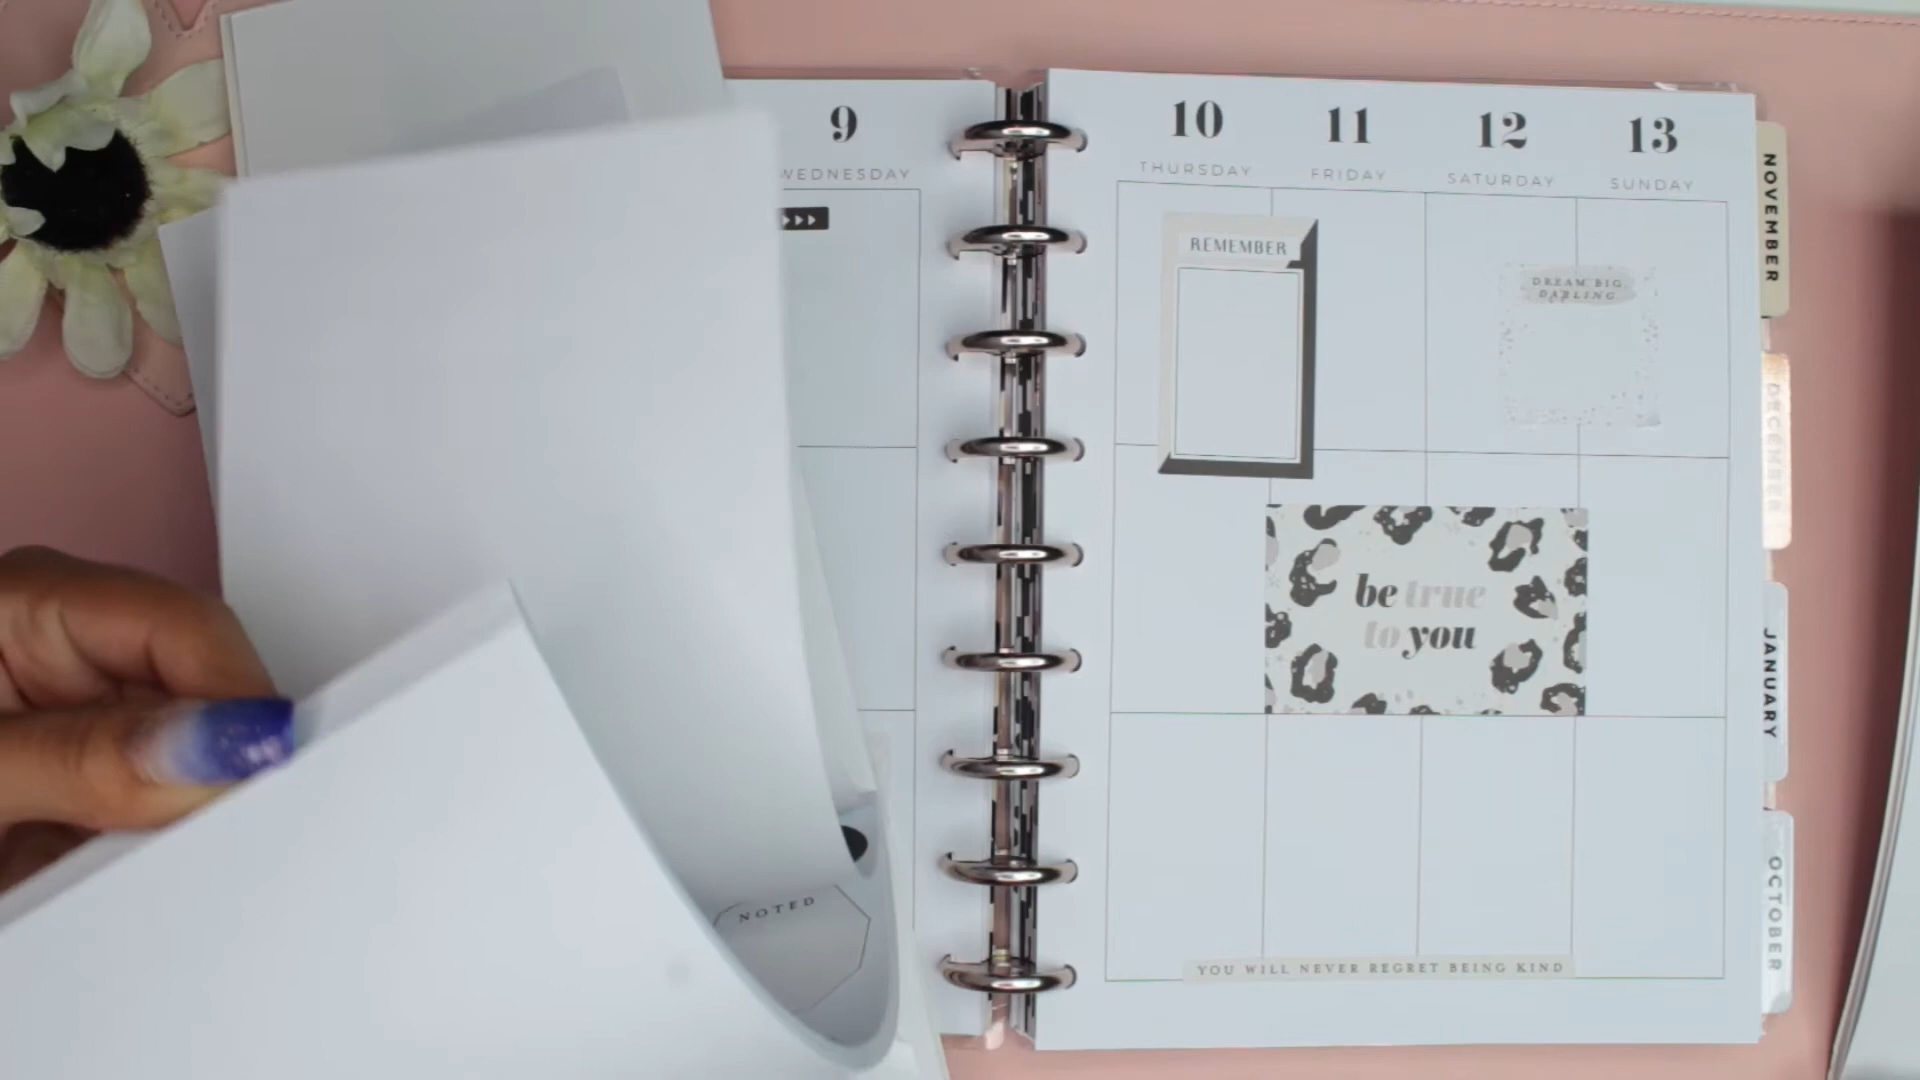 9
WEDNESDAY
10
THURSDAY
11
FRIDAY
12
SATURDAY
13
SUNDAY
REMEMBER
DREAM BIG,
DARLING
be true
to you
NOTED
YOU WILL NEVER REGRET BEING KIND
NOVEMBER
DECEMBER
JANUARY
OCTOBER